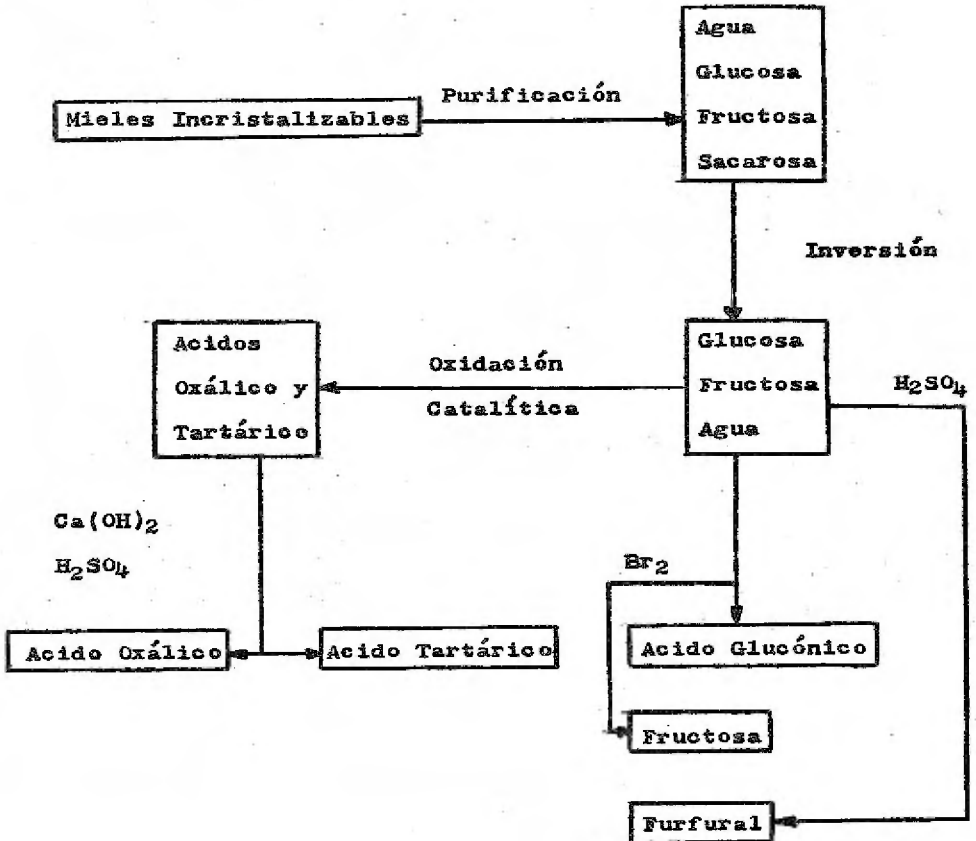 Agua
Glucosa
Fructosa
Sacarosa
Purificación
Mieles Incristalizables
Inversión
Glucosa
Fructosa
Agua
Acidos
Oxálico y
Tartárico
Oxidación
Catalítica
H₂SO₄
Ca(OH)₂
H₂SO₄
Br₂
Acido Oxálico
Acido Tartárico
Acido Glucónico
Fructosa
Furfural